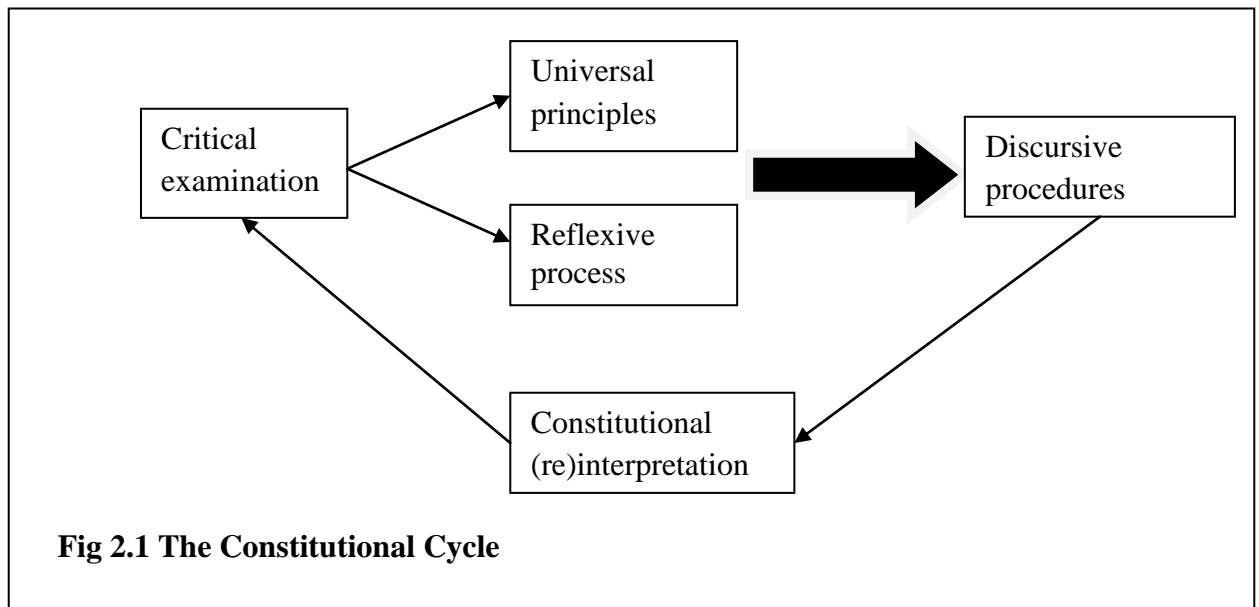 Critical
examination
Universal
principles
Reflexive
process
Discursive
procedures
Constitutional
(re)interpretation
Fig 2.1 The Constitutional Cycle